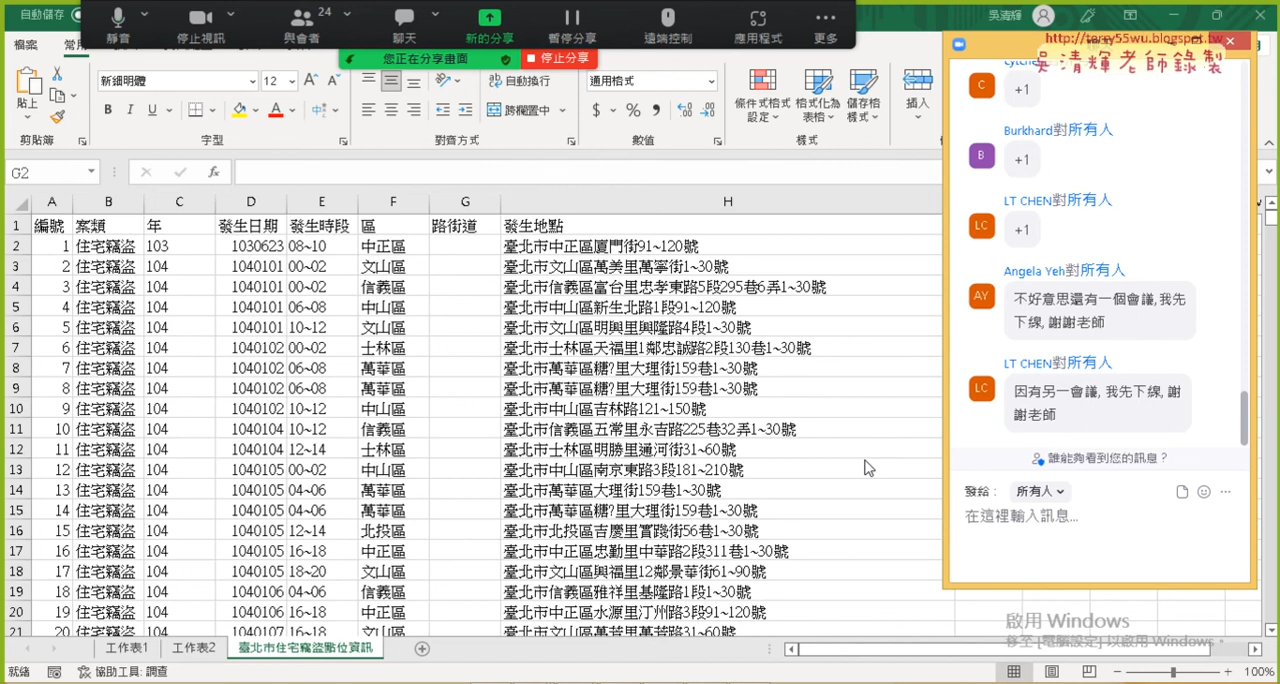 自動儲存
靜音
停止視訊
24
與會者
聊天
新的分享
暫停分享
遠端控制
應用程式
更多
吳清輝
您正在分享畫面
停止分享
檔案
常用
http://terry55wu.blogspot.tw
吳清輝老師錄製
新細明體
12
自動換行
通用格式
貼上
B I U
跨欄置中
$ %
條件式格式設定
格式化為表格
儲存格樣式
插入
剪貼簿
字型
對齊方式
數值
樣式
G2
fx
A B C D E F G H
1 編號 案類 年 發生日期 發生時段 區 路街道 發生地點
2 1 住宅竊盜 103 1030623 08~10 中正區 臺北市中正區廈門街91~120號
3 2 住宅竊盜 104 1040101 00~02 文山區 臺北市文山區萬美里萬寧街1~30號
4 3 住宅竊盜 104 1040101 00~02 信義區 臺北市信義區富台里忠孝東路5段295巷6弄1~30號
5 4 住宅竊盜 104 1040101 06~08 中山區 臺北市中山區新生北路1段91~120號
6 5 住宅竊盜 104 1040101 10~12 文山區 臺北市文山區明興里興隆路4段1~30號
7 6 住宅竊盜 104 1040102 00~02 士林區 臺北市士林區天福里1鄰忠誠路2段130巷1~30號
8 7 住宅竊盜 104 1040102 06~08 萬華區 臺北市萬華區糖?里大理街159巷1~30號
9 8 住宅竊盜 104 1040102 06~08 萬華區 臺北市萬華區糖?里大理街159巷1~30號
10 9 住宅竊盜 104 1040102 10~12 中山區 臺北市中山區吉林路121~150號
11 10 住宅竊盜 104 1040104 10~12 信義區 臺北市信義區五常里永吉路225巷32弄1~30號
12 11 住宅竊盜 104 1040104 12~14 士林區 臺北市士林區明勝里通河街31~60號
13 12 住宅竊盜 104 1040105 00~02 中山區 臺北市中山區南京東路3段181~210號
14 13 住宅竊盜 104 1040105 04~06 萬華區 臺北市萬華區大理街159巷1~30號
15 14 住宅竊盜 104 1040105 04~06 萬華區 臺北市萬華區糖?里大理街159巷1~30號
16 15 住宅竊盜 104 1040105 12~14 北投區 臺北市北投區吉慶里實踐街56巷1~30號
17 16 住宅竊盜 104 1040105 16~18 中正區 臺北市中正區忠勤里中華路2段311巷1~30號
18 17 住宅竊盜 104 1040105 18~20 文山區 臺北市文山區興福里12鄰景華街61~90號
19 18 住宅竊盜 104 1040106 04~06 信義區 臺北市信義區雅祥里基隆路1段1~30號
20 19 住宅竊盜 104 1040106 16~18 中正區 臺北市中正區水源里汀州路3段91~120號
21 20 住宅竊盜 104 1040107 16~18 文山區 臺北市文山區萬芳里萬芳路31~60號
工作表1
工作表2
臺北市住宅竊盜點位資訊
就緒
協助工具: 調查
100%
C
+1
Burkhard對所有人
B
+1
LT CHEN對所有人
LC
+1
Angela Yeh對所有人
AY
不好意思還有一個會議,我先
下線, 謝謝老師
LT CHEN對所有人
LC
因有另一會議, 我先下線, 謝
謝老師
誰能夠看到您的訊息？
發給：
所有人
在這裡輸入訊息...
啟用 Windows
移至 [電腦設定] 以啟用 Windows。